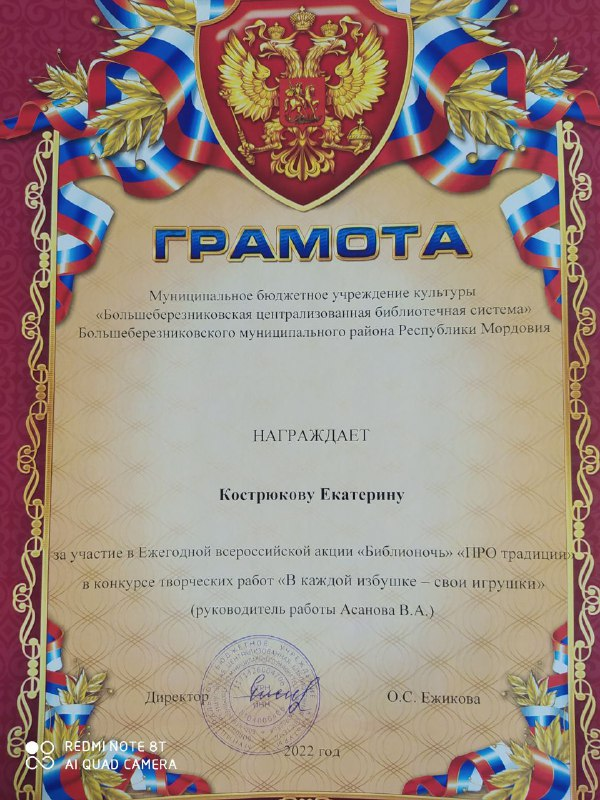 ГРАМОТА
Муниципальное бюджетное учреждение культуры
«Большеберезниковская централизованная библиотечная система»
Большеберезниковского муниципального района Республики Мордовия
НАГРАЖДАЕТ
Кострюкову Екатерину
за участие в Ежегодной всероссийской акции «Библионочь» «ПРО традиции»
в конкурсе творческих работ «В каждой избушке – свои игрушки»
(руководитель работы Асанова В.А.)
Директор О.С. Ежикова
2022 год
REDMI NOTE 8T
AI QUAD CAMERA